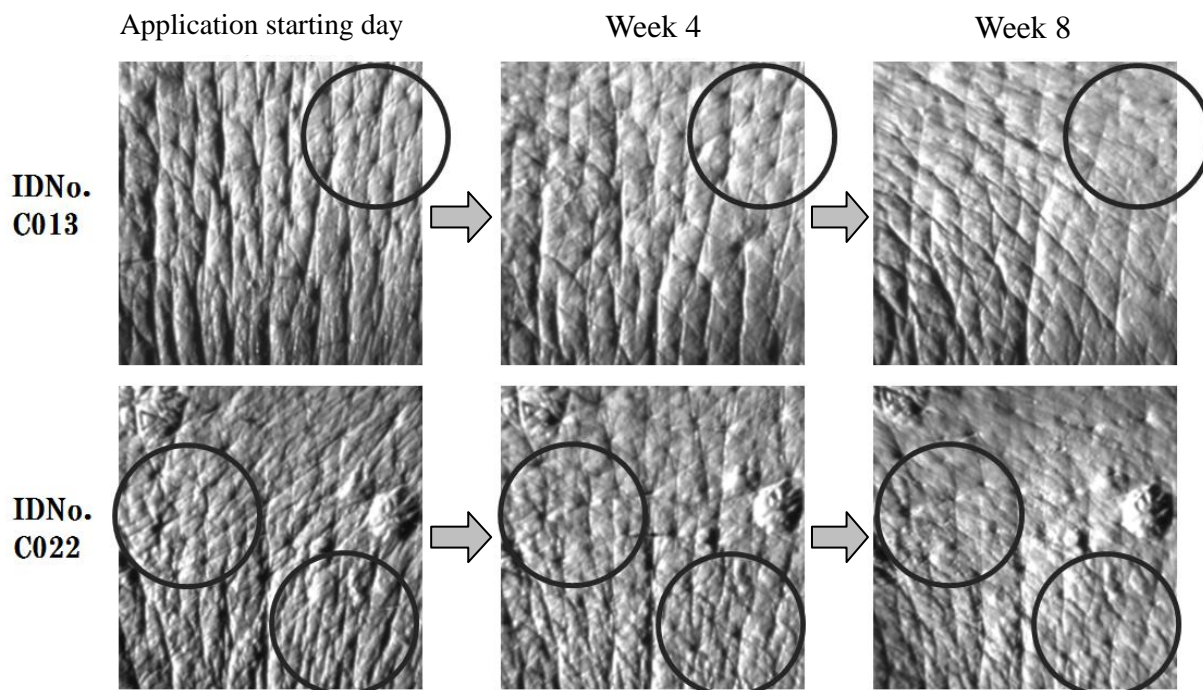 Application starting day
Week 4
Week 8
IDNo.
C013
IDNo.
C022